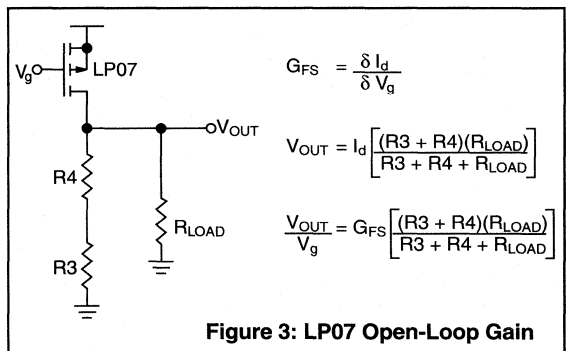 Vg
LP07
VOUT
R4
R3
RLOAD
GFS = δ Id / δ Vg
VOUT = Id [(R3 + R4)(RLOAD) / R3 + R4 + RLOAD]
VOUT / Vg = GFS [(R3 + R4)(RLOAD) / R3 + R4 + RLOAD]
Figure 3: LP07 Open-Loop Gain